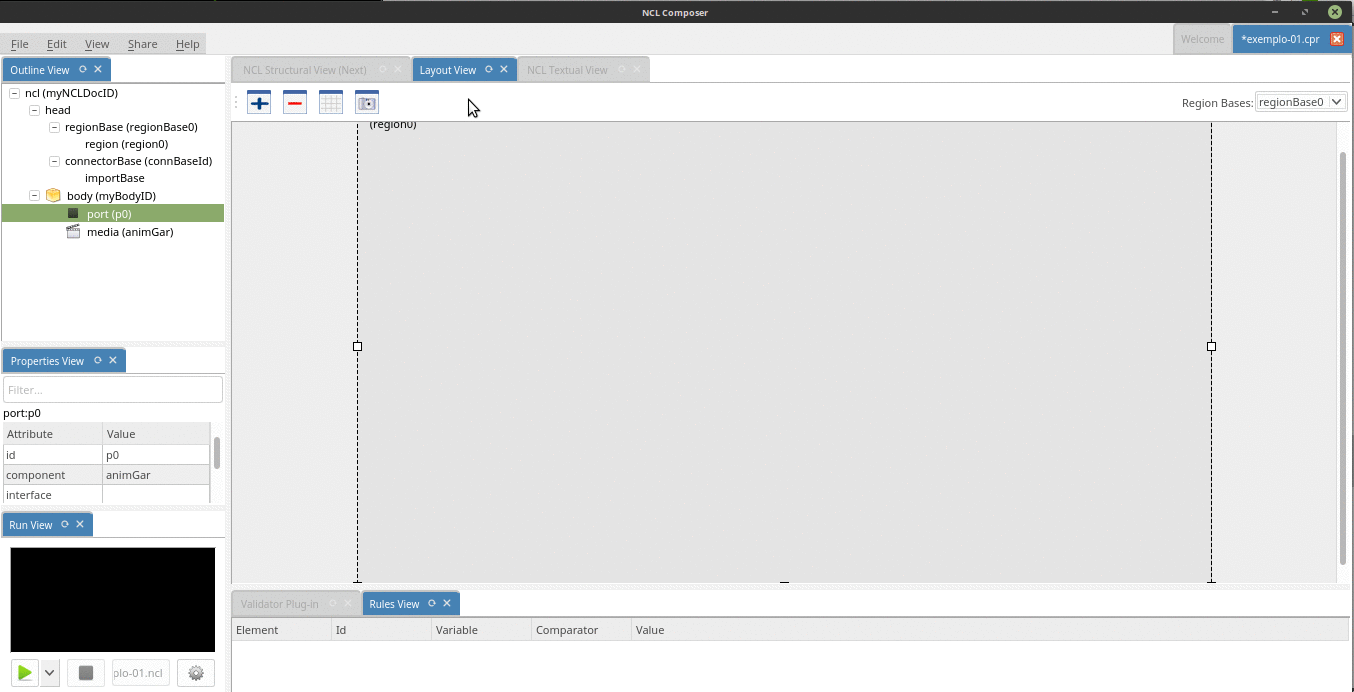 NCL Composer
File Edit View Share Help
Welcome
*exemplo-01.cpr
Outline View
ncl (myNCLDocID)
head
regionBase (regionBase0)
region (region0)
connectorBase (connBaseId)
importBase
body (myBodyID)
port (p0)
media (animGar)
Properties View
Filter...
port:p0
Attribute Value
id p0
component animGar
interface
Run View
plo-01.ncl
NCL Structural View (Next)
Layout View
NCL Textual View
Region Bases: regionBase0
(region0)
Validator Plug-in
Rules View
Element Id Variable Comparator Value